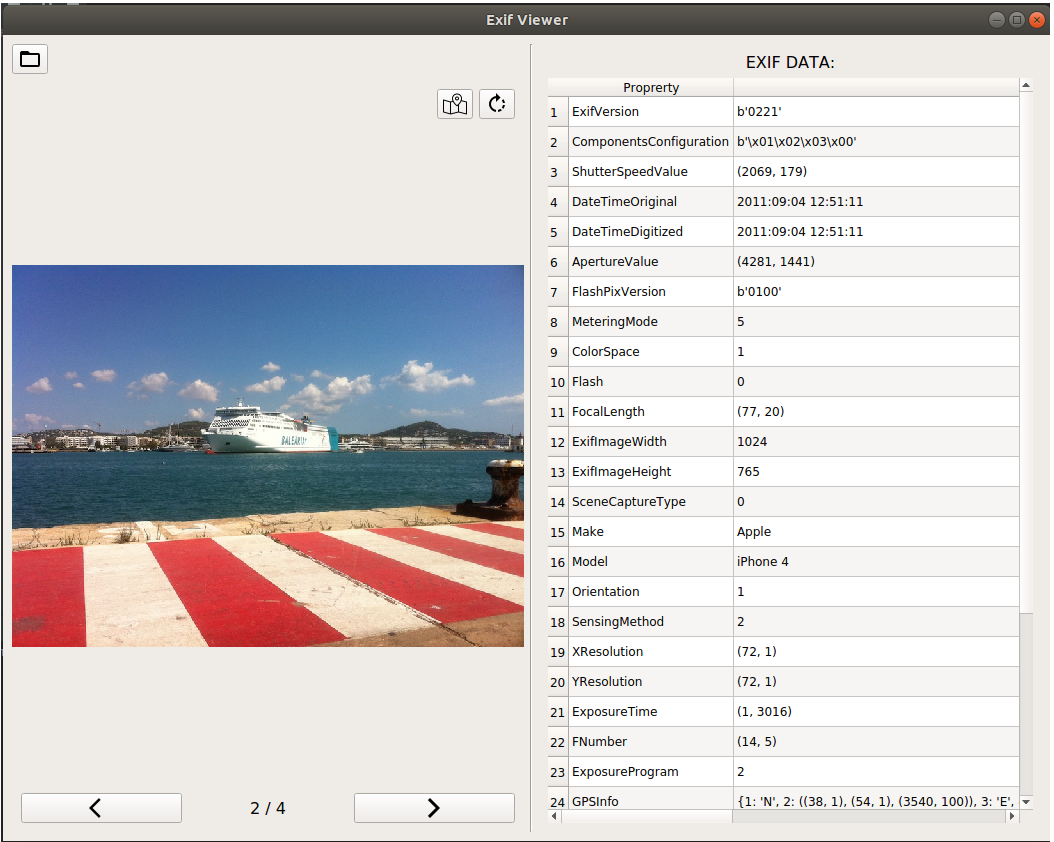 Exif Viewer
EXIF DATA:
Proprerty
1 ExifVersion b'0221'
2 ComponentsConfiguration b'\x01\x02\x03\x00'
3 ShutterSpeedValue (2069, 179)
4 DateTimeOriginal 2011:09:04 12:51:11
5 DateTimeDigitized 2011:09:04 12:51:11
6 ApertureValue (4281, 1441)
7 FlashPixVersion b'0100'
8 MeteringMode 5
9 ColorSpace 1
10 Flash 0
11 FocalLength (77, 20)
12 ExifImageWidth 1024
13 ExifImageHeight 765
14 SceneCaptureType 0
15 Make Apple
16 Model iPhone 4
17 Orientation 1
18 SensingMethod 2
19 XResolution (72, 1)
20 YResolution (72, 1)
21 ExposureTime (1, 3016)
22 FNumber (14, 5)
23 ExposureProgram 2
24 GPSInfo {1: 'N', 2: ((38, 1), (54, 1), (3540, 100)), 3: 'E',
2 / 4